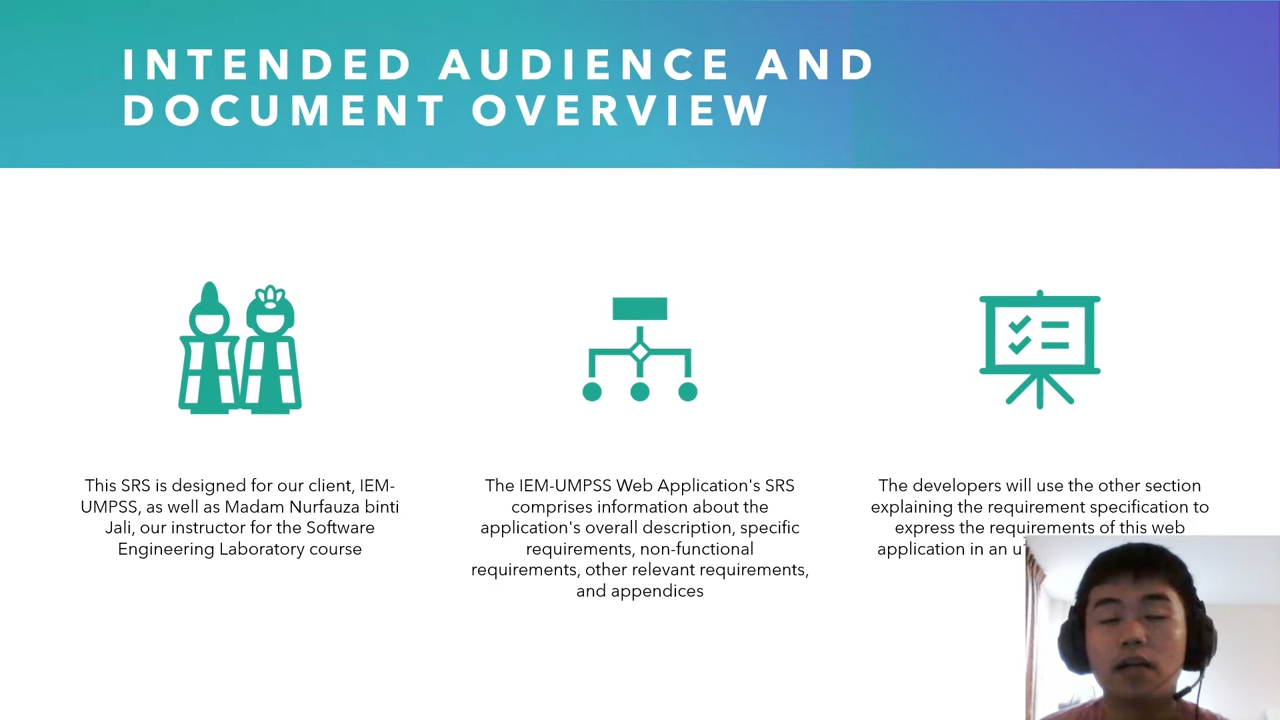 INTENDED AUDIENCE AND
DOCUMENT OVERVIEW
This SRS is designed for our client, IEM-
UMPSS, as well as Madam Nurfauza binti
Jali, our instructor for the Software
Engineering Laboratory course
The IEM-UMPSS Web Application's SRS
comprises information about the
application's overall description, specific
requirements, non-functional
requirements, other relevant requirements,
and appendices
The developers will use the other section
explaining the requirement specification to
express the requirements of this web
application in an